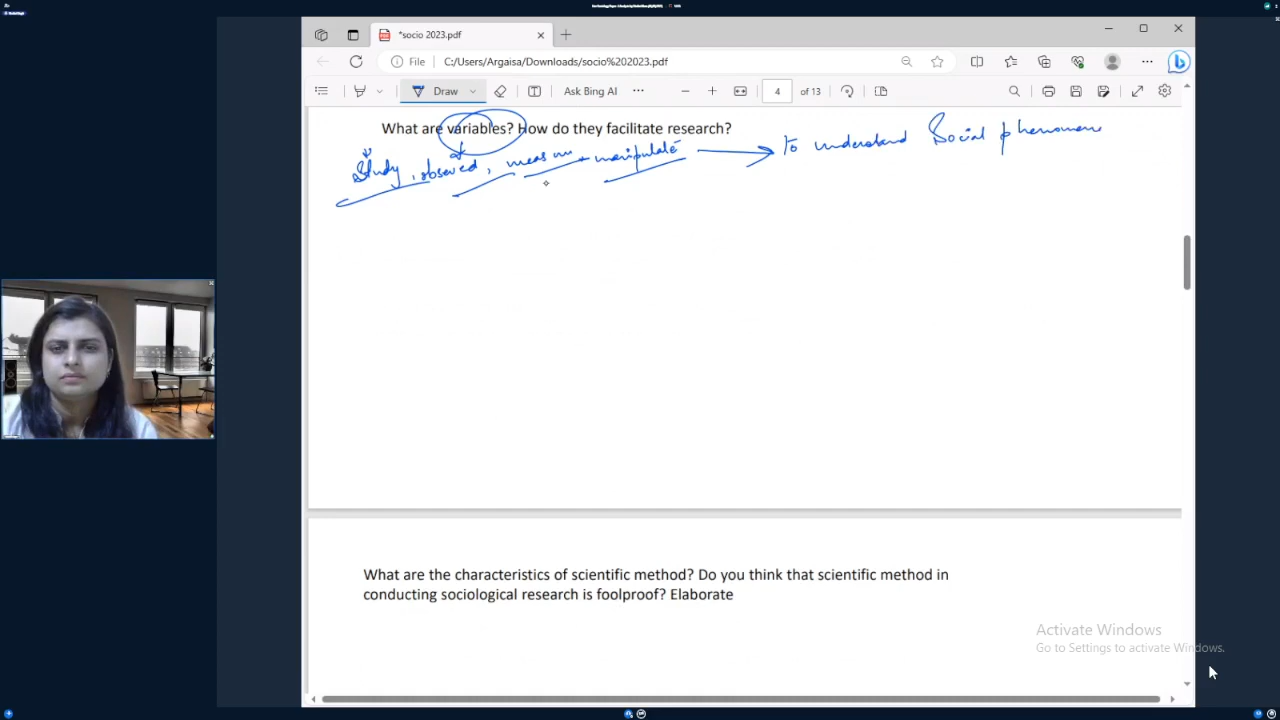 *socio 2023.pdf
File
C:/Users/Argaisa/Downloads/socio%202023.pdf
Draw
Ask Bing AI
4
of 13
What are variables? How do they facilitate research?
Study, observed, measure + manipulate
To understand Social phenomena
What are the characteristics of scientific method? Do you think that scientific method in
conducting sociological research is foolproof? Elaborate
Activate Windows
Go to Settings to activate Windows.